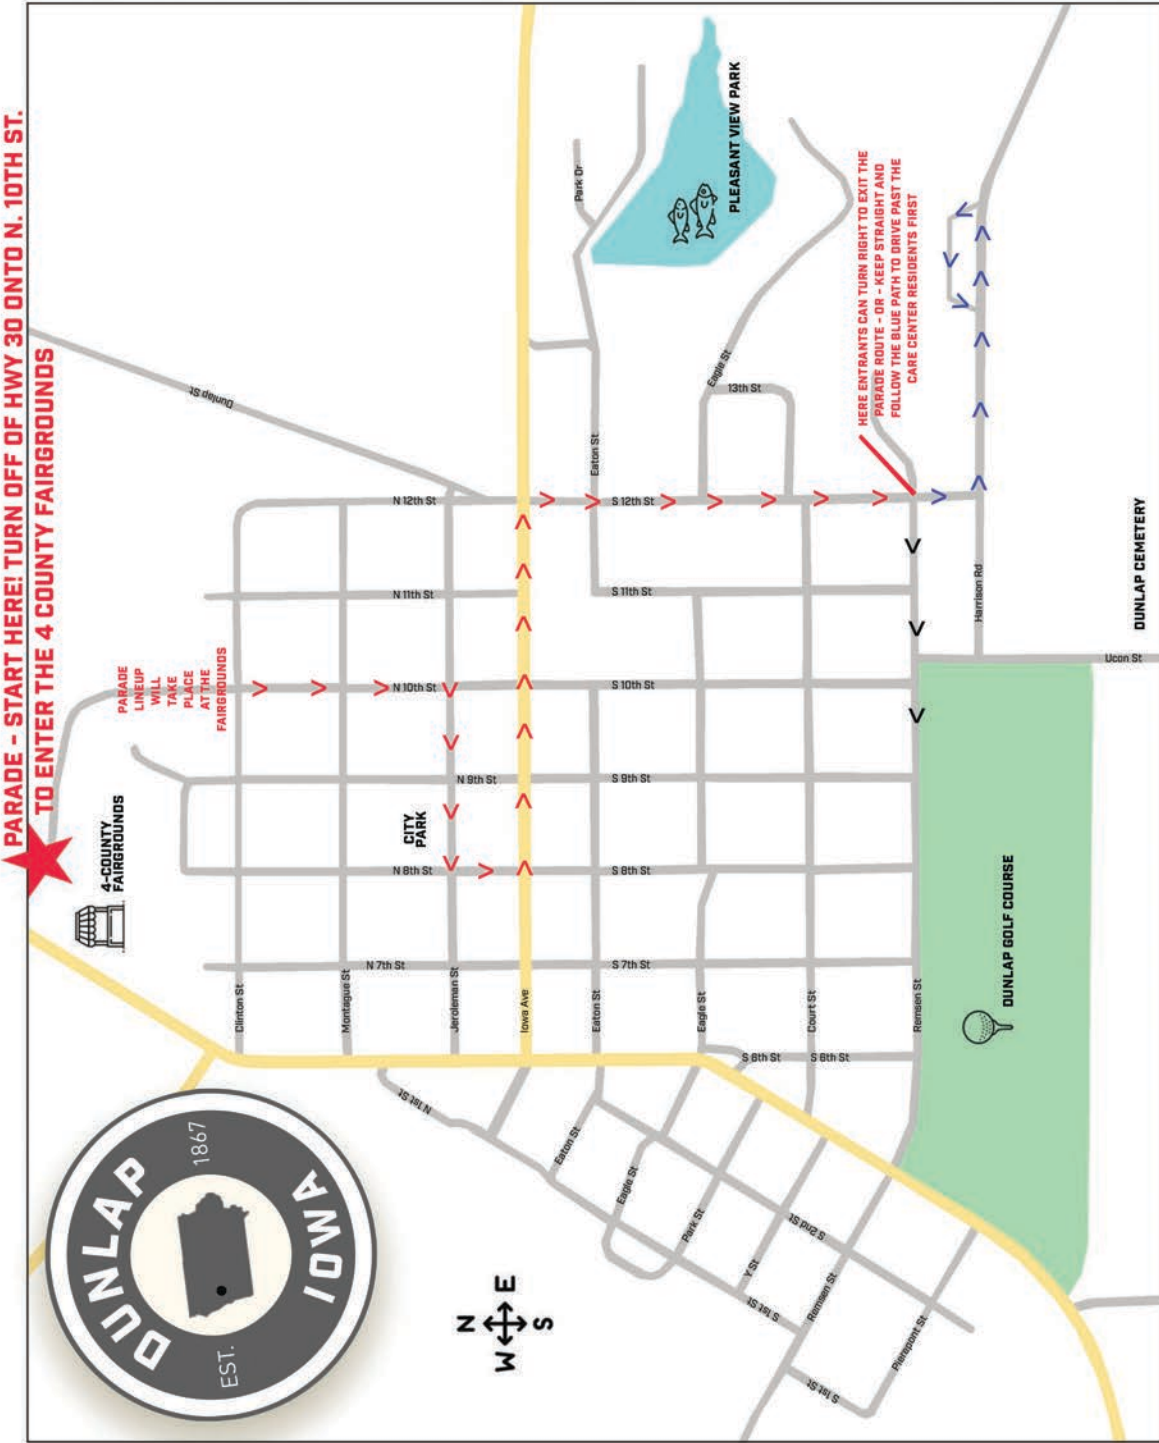 PARADE - START HERE! TURN OFF OF HWY 30 ONTO N. 10TH ST.
TO ENTER THE 4 COUNTY FAIRGROUNDS
4-COUNTY
FAIRGROUNDS
PARADE
LINEUP
WILL
TAKE
PLACE
AT THE
FAIRGROUNDS
Dunlap St
DUNLAP
IOWA
EST.
1867
N
W
E
S
Clinton St
Montague St
Jeroleman St
Iowa Ave
Eaton St
Eagle St
Court St
Remsen St
N 7th St
N 8th St
N 9th St
N 10th St
N 11th St
N 12th St
CITY
PARK
S 7th St
S 8th St
S 9th St
S 10th St
S 11th St
S 12th St
Eaton St
Park Dr
PLEASANT VIEW PARK
Eagle St
13th St
HERE ENTRANTS CAN TURN RIGHT TO EXIT THE
PARADE ROUTE - OR - KEEP STRAIGHT AND
FOLLOW THE BLUE PATH TO DRIVE PAST THE
CARE CENTER RESIDENTS FIRST
Harrison Rd
Ucon St
DUNLAP CEMETERY
DUNLAP GOLF COURSE
S 6th St
S 6th St
N 1st St
Eaton St
Eagle St
Park St
Y St
S 2nd St
S 1st St
Remsen St
Pierepont St
S 1st St